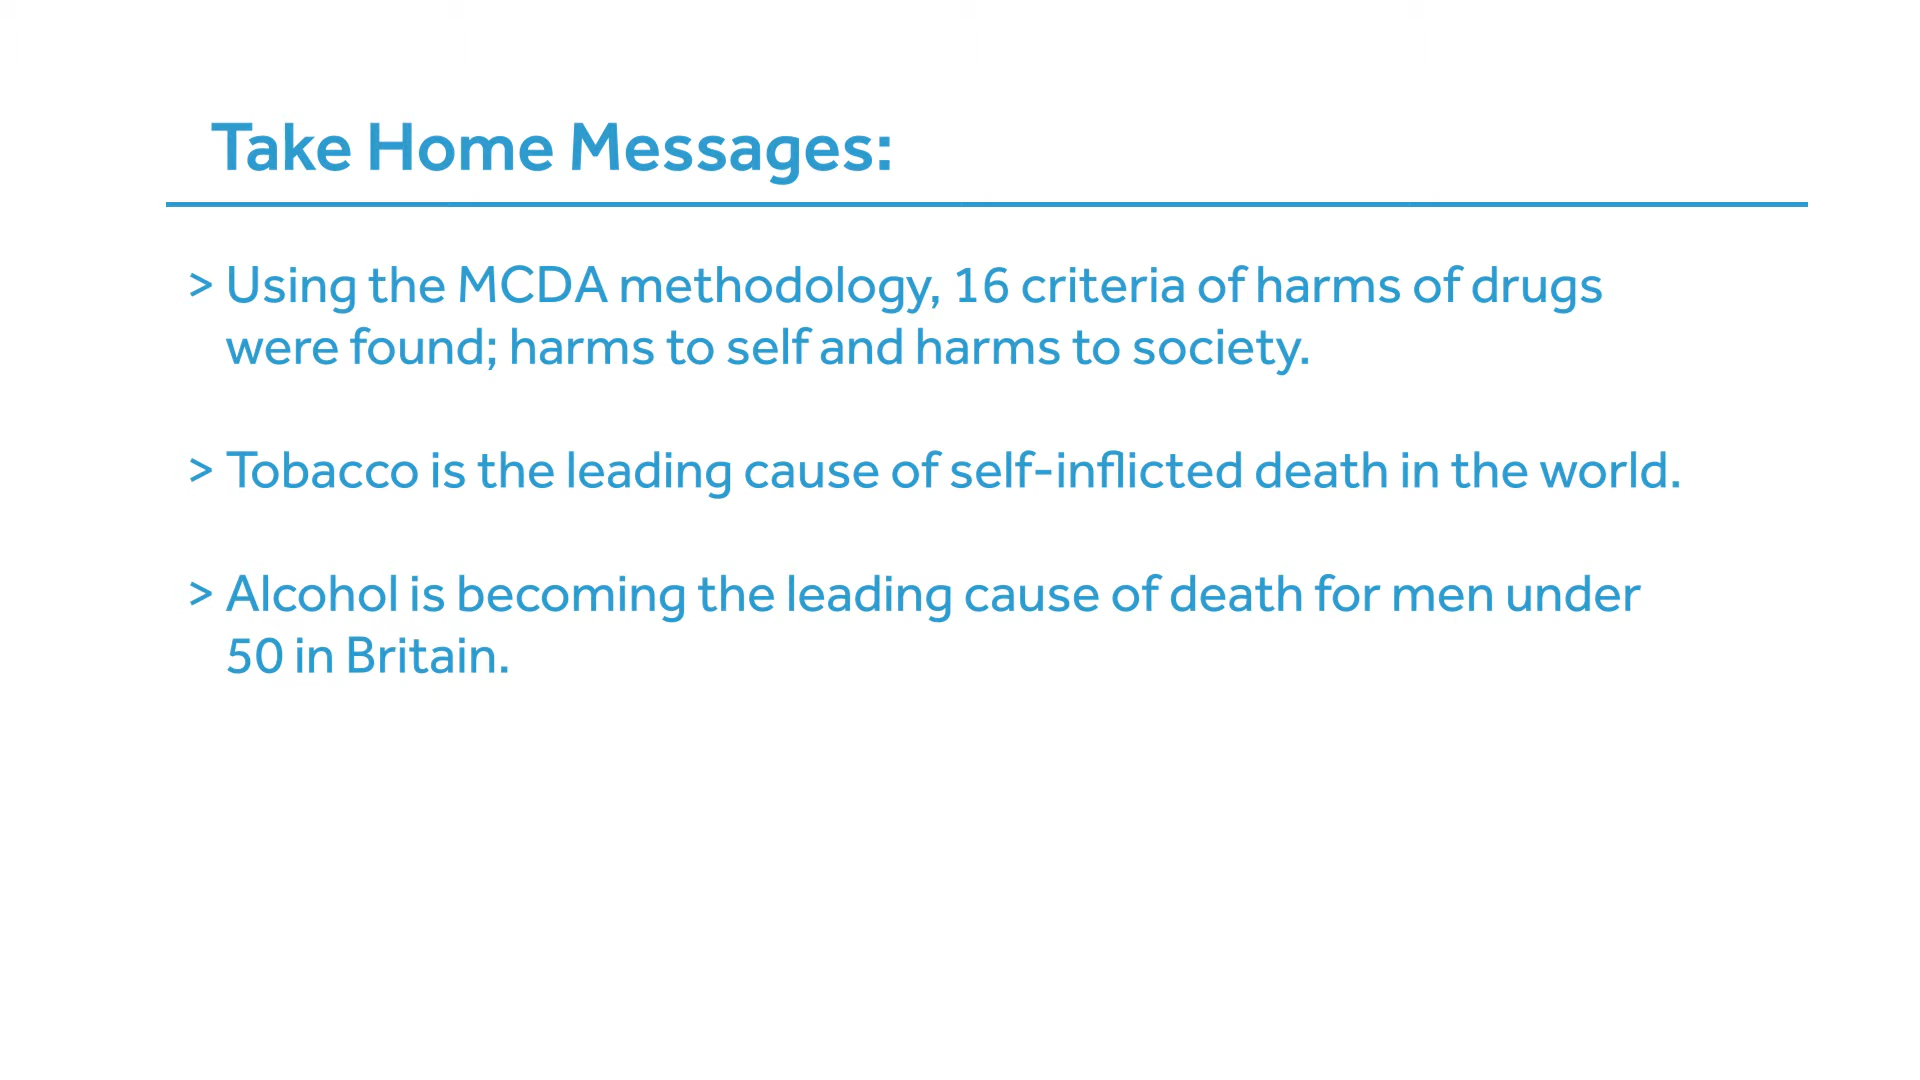 Take Home Messages:
> Using the MCDA methodology, 16 criteria of harms of drugs
were found; harms to self and harms to society.
> Tobacco is the leading cause of self-inflicted death in the world.
> Alcohol is becoming the leading cause of death for men under
50 in Britain.